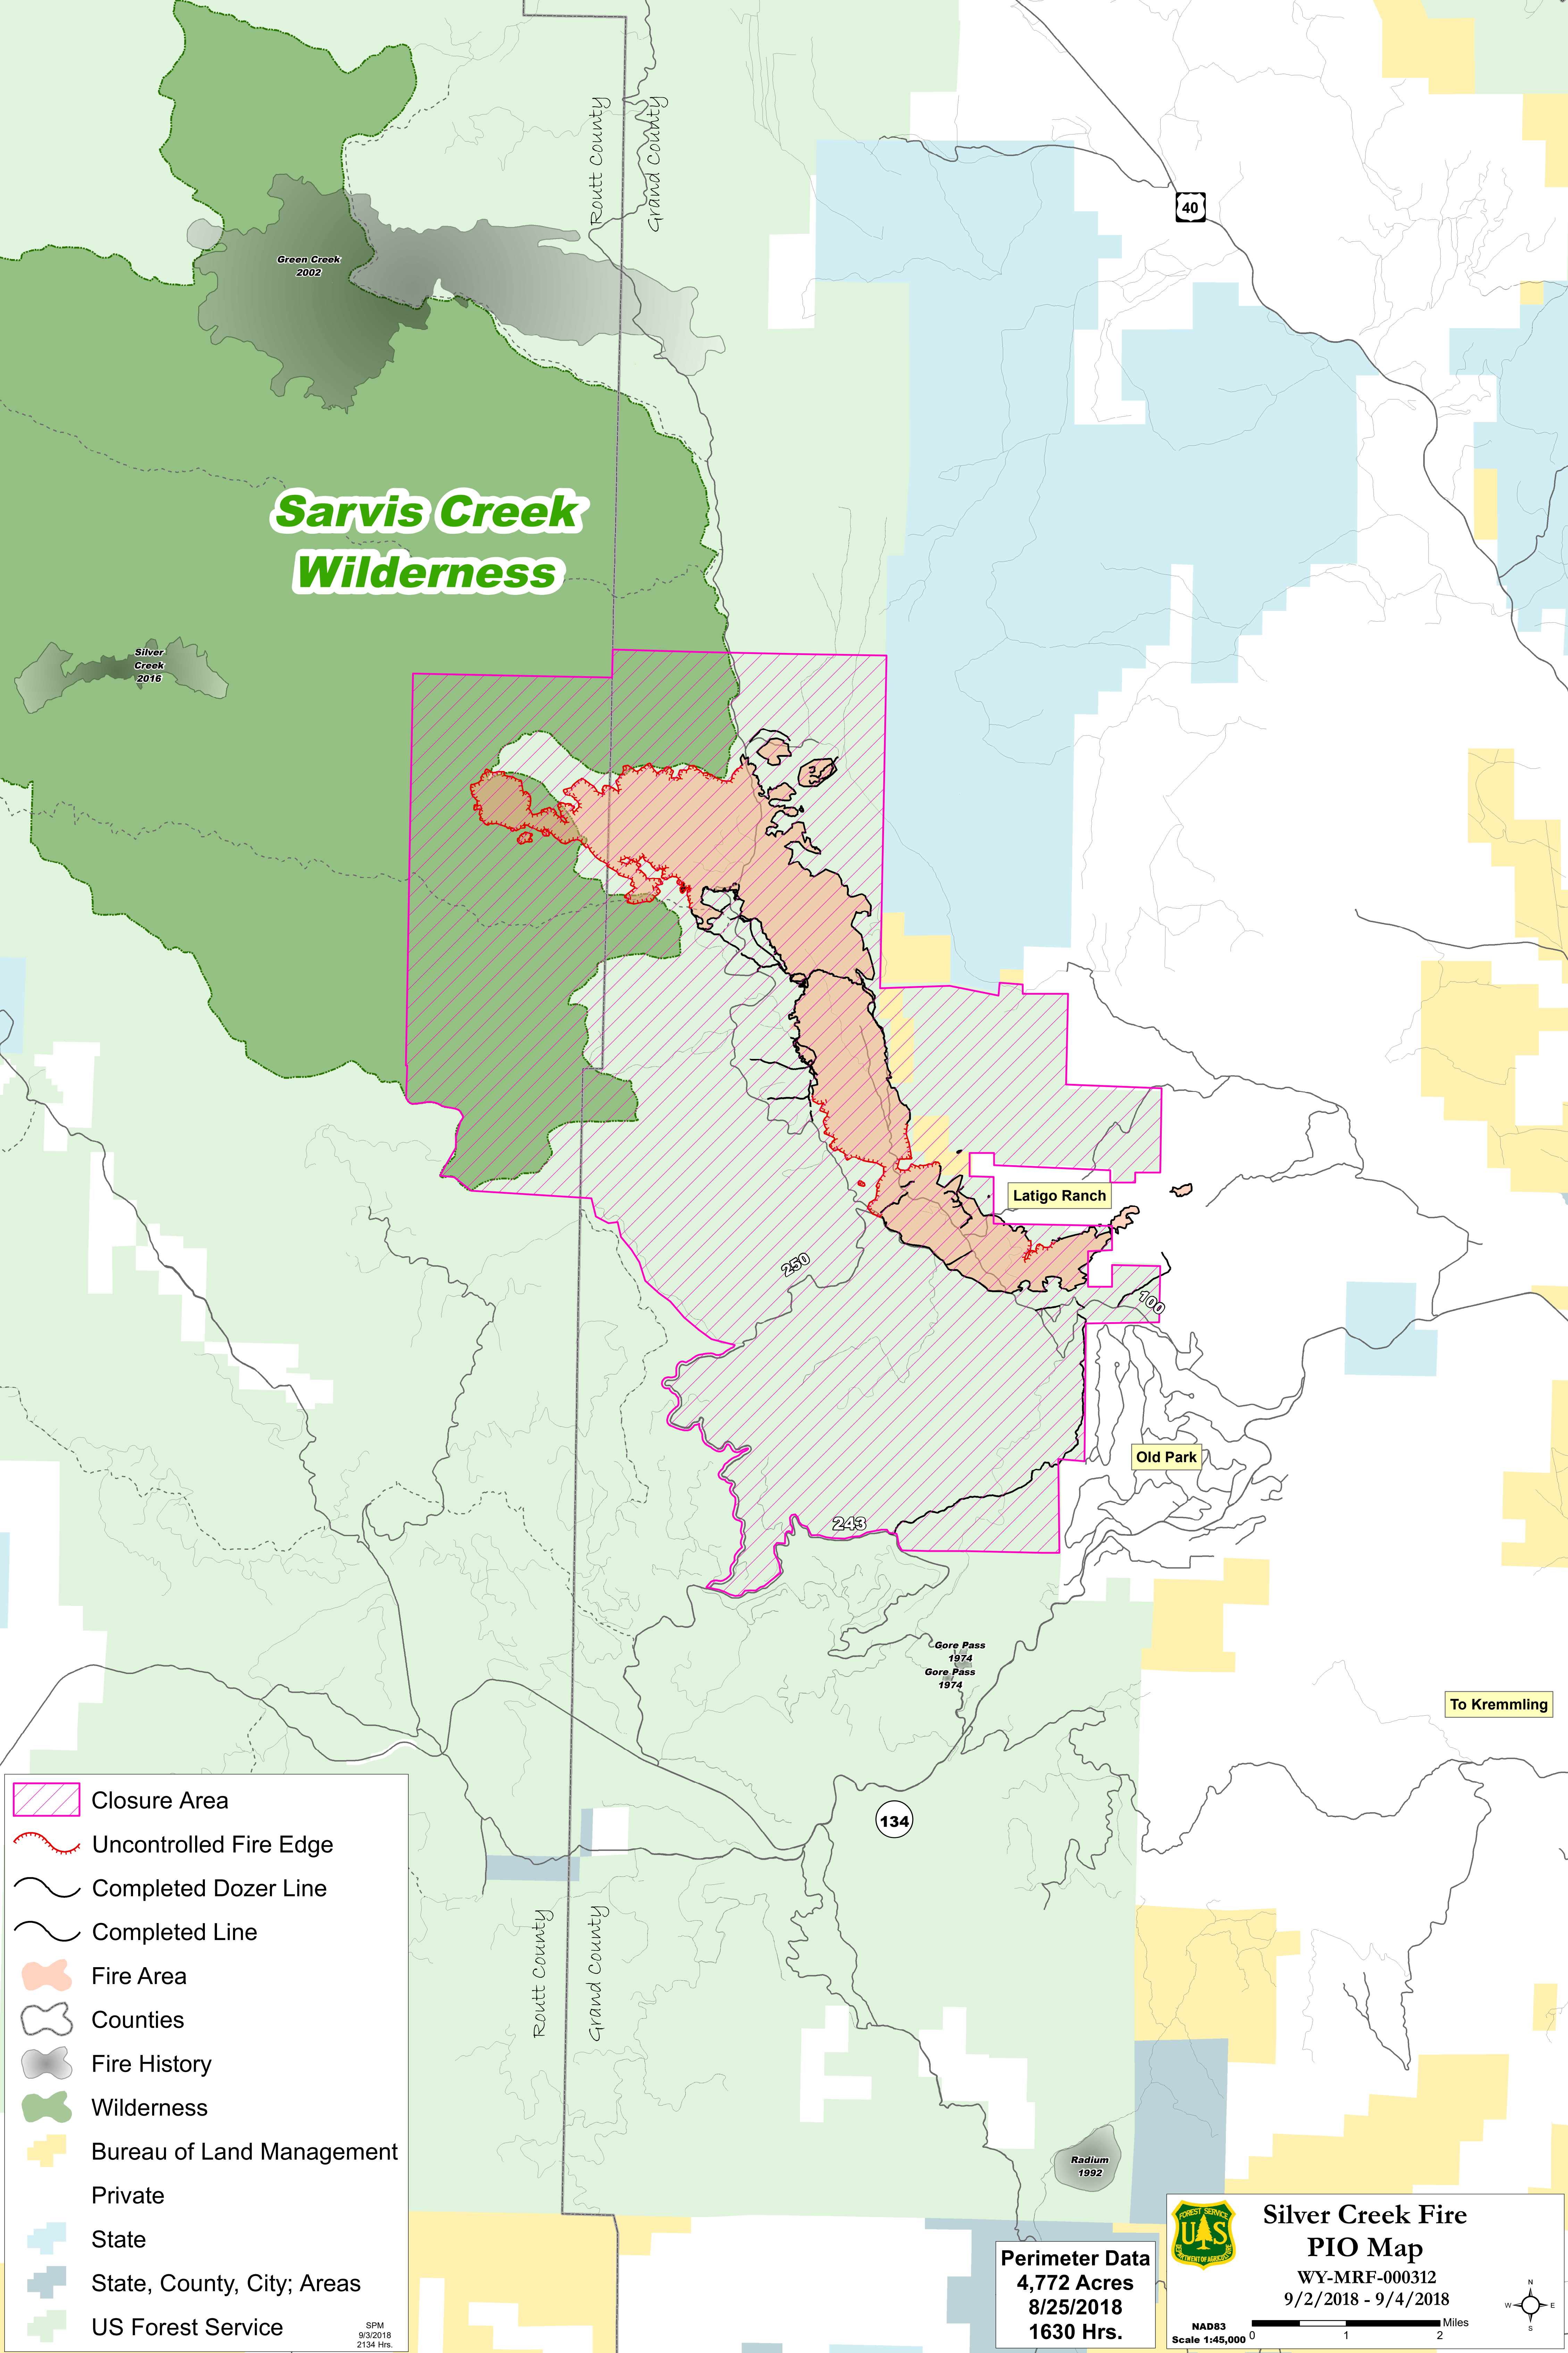 Routt County
Grand County
40
Green Creek
2002
Sarvis Creek
Wilderness
Silver
Creek
2016
Latigo Ranch
250
100
Old Park
243
Gore Pass
1974
Gore Pass
1974
To Kremmling
134
Routt County
Grand County
Radium
1992
Closure Area
Uncontrolled Fire Edge
Completed Dozer Line
Completed Line
Fire Area
Counties
Fire History
Wilderness
Bureau of Land Management
Private
State
State, County, City; Areas
US Forest Service
SPM
9/3/2018
2134 Hrs.
Perimeter Data
4,772 Acres
8/25/2018
1630 Hrs.
FOREST SERVICE
U S
DEPARTMENT OF AGRICULTURE
Silver Creek Fire
PIO Map
WY-MRF-000312
9/2/2018 - 9/4/2018
NAD83
Scale 1:45,000
0 1 2
Miles
N
W E
S